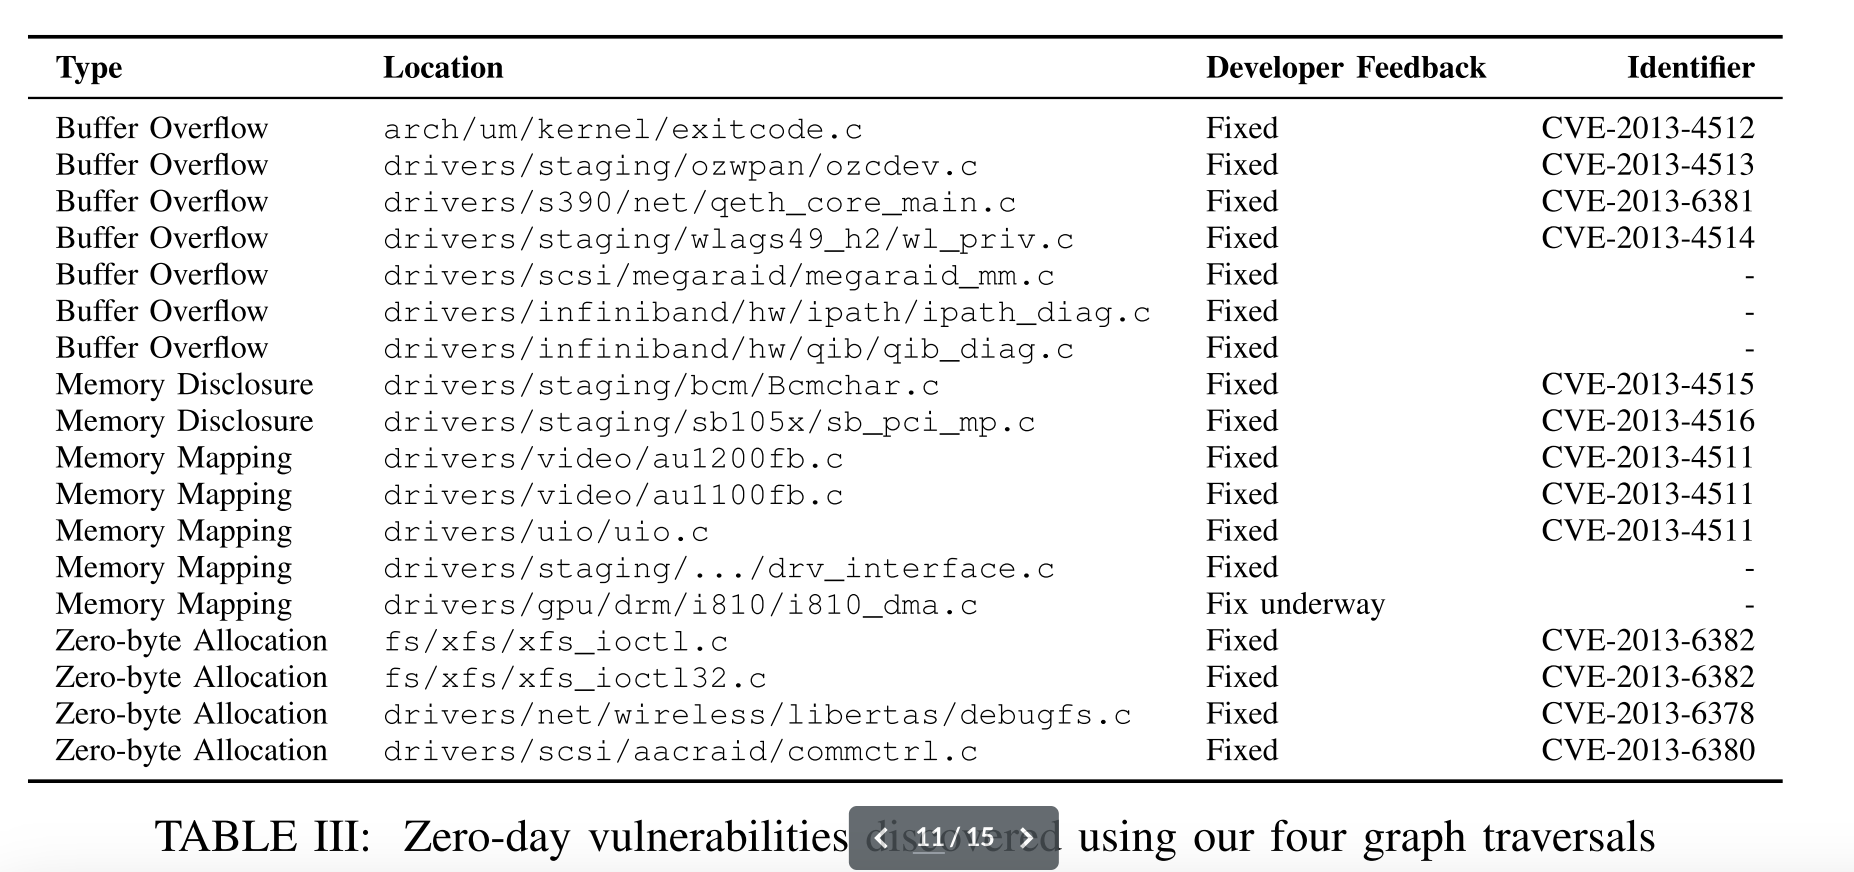 Type Location Developer Feedback Identifier
Buffer Overflow arch/um/kernel/exitcode.c Fixed CVE-2013-4512
Buffer Overflow drivers/staging/ozwpan/ozcdev.c Fixed CVE-2013-4513
Buffer Overflow drivers/s390/net/qeth_core_main.c Fixed CVE-2013-6381
Buffer Overflow drivers/staging/wlags49_h2/wl_priv.c Fixed CVE-2013-4514
Buffer Overflow drivers/scsi/megaraid/megaraid_mm.c Fixed -
Buffer Overflow drivers/infiniband/hw/ipath/ipath_diag.c Fixed -
Buffer Overflow drivers/infiniband/hw/qib/qib_diag.c Fixed -
Memory Disclosure drivers/staging/bcm/Bcmchar.c Fixed CVE-2013-4515
Memory Disclosure drivers/staging/sb105x/sb_pci_mp.c Fixed CVE-2013-4516
Memory Mapping drivers/video/au1200fb.c Fixed CVE-2013-4511
Memory Mapping drivers/video/au1100fb.c Fixed CVE-2013-4511
Memory Mapping drivers/uio/uio.c Fixed CVE-2013-4511
Memory Mapping drivers/staging/.../drv_interface.c Fixed -
Memory Mapping drivers/gpu/drm/i810/i810_dma.c Fix underway -
Zero-byte Allocation fs/xfs/xfs_ioctl.c Fixed CVE-2013-6382
Zero-byte Allocation fs/xfs/xfs_ioctl32.c Fixed CVE-2013-6382
Zero-byte Allocation drivers/net/wireless/libertas/debugfs.c Fixed CVE-2013-6378
Zero-byte Allocation drivers/scsi/aacraid/commctrl.c Fixed CVE-2013-6380
TABLE III: Zero-day vulnerabilities discovered using our four graph traversals
11/15